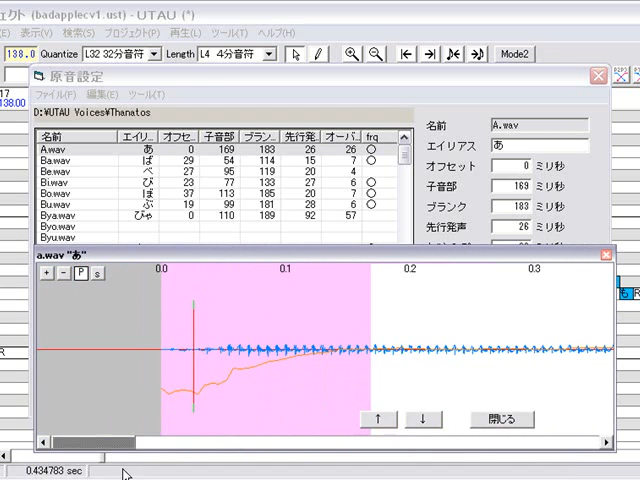 ェクト (badapplecv1.ust) - UTAU (*)
(E) 表示(V) 検索(S) プロジェクト(P) 再生(L) ツール(T) ヘルプ(H)
138.0 Quantize L32 32分音符 Length L4 4分音符 Mode2
17
138.00
原音設定
ファイル(F) 編集(E) ツール(T)
D:¥UTAU Voices¥Thanatos
名前 エイリ... オフセ... 子音部 ブラン... 先行発... オーバ... frq
A.wav あ 0 169 183 26 26 ○
Ba.wav ば 29 54 114 15 7 ○
Be.wav べ 27 95 119 20 4
Bi.wav び 23 77 133 27 6 ○
Bo.wav ぼ 37 113 185 20 7 ○
Bu.wav ぶ 19 99 181 28 6 ○
Bya.wav びゃ 0 110 189 92 57
Byo.wav
Byu.wav
名前 A.wav
エイリアス あ
オフセット 0 ミリ秒
子音部 169 ミリ秒
ブランク 183 ミリ秒
先行発声 26 ミリ秒
a.wav "あ"
+ - P s
0.0 0.1 0.2 0.3
も R
R
↑ ↓ 閉じる
0.434783 sec